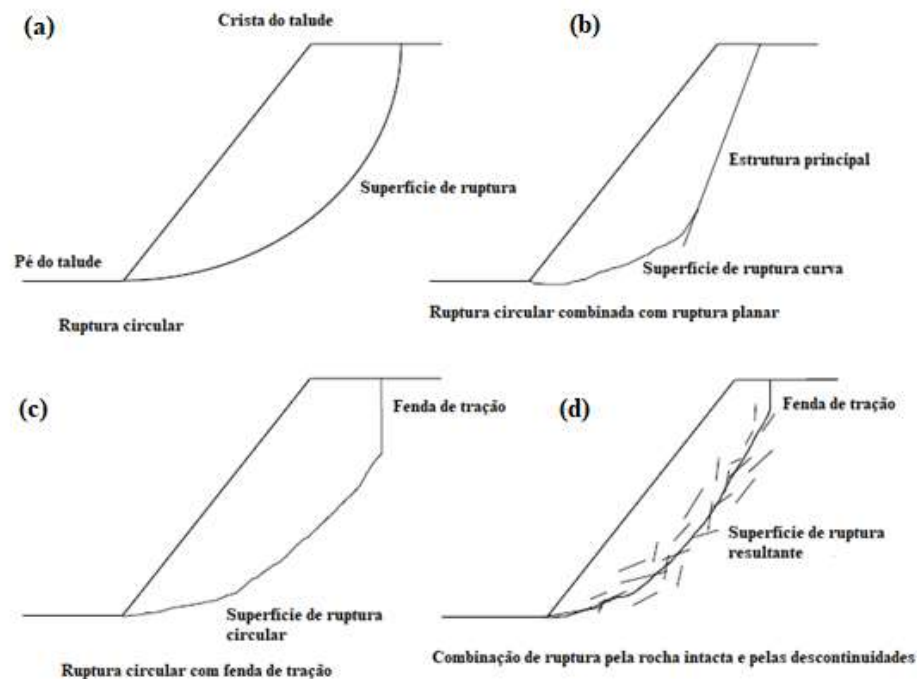 (a)
Crista do talude
Superfície de ruptura
Pé do talude
Ruptura circular
(b)
Estrutura principal
Superfície de ruptura curva
Ruptura circular combinada com ruptura planar
(c)
Fenda de tração
Superfície de ruptura
circular
Ruptura circular com fenda de tração
(d)
Fenda de tração
Superfície de ruptura
resultante
Combinação de ruptura pela rocha intacta e pelas descontinuidades